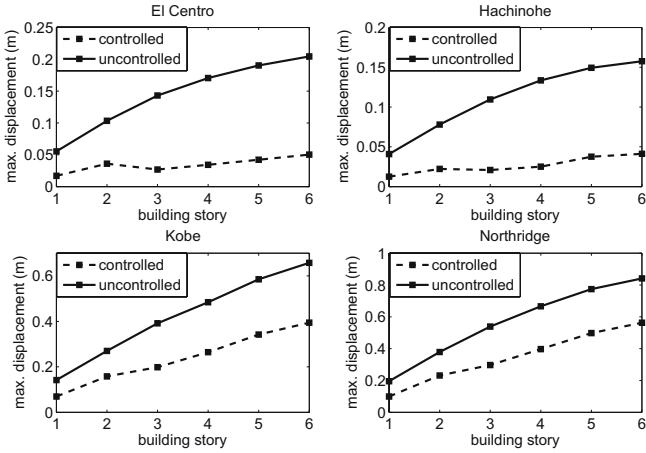 El Centro
max. displacement (m)
0.25
0.2
0.15
0.1
0.05
0
controlled
uncontrolled
1 2 3 4 5 6
building story
Hachinohe
max. displacement (m)
0.2
0.15
0.1
0.05
0
controlled
uncontrolled
1 2 3 4 5 6
building story
Kobe
max. displacement (m)
0.6
0.4
0.2
0
controlled
uncontrolled
1 2 3 4 5 6
building story
Northridge
max. displacement (m)
1
0.8
0.6
0.4
0.2
0
controlled
uncontrolled
1 2 3 4 5 6
building story